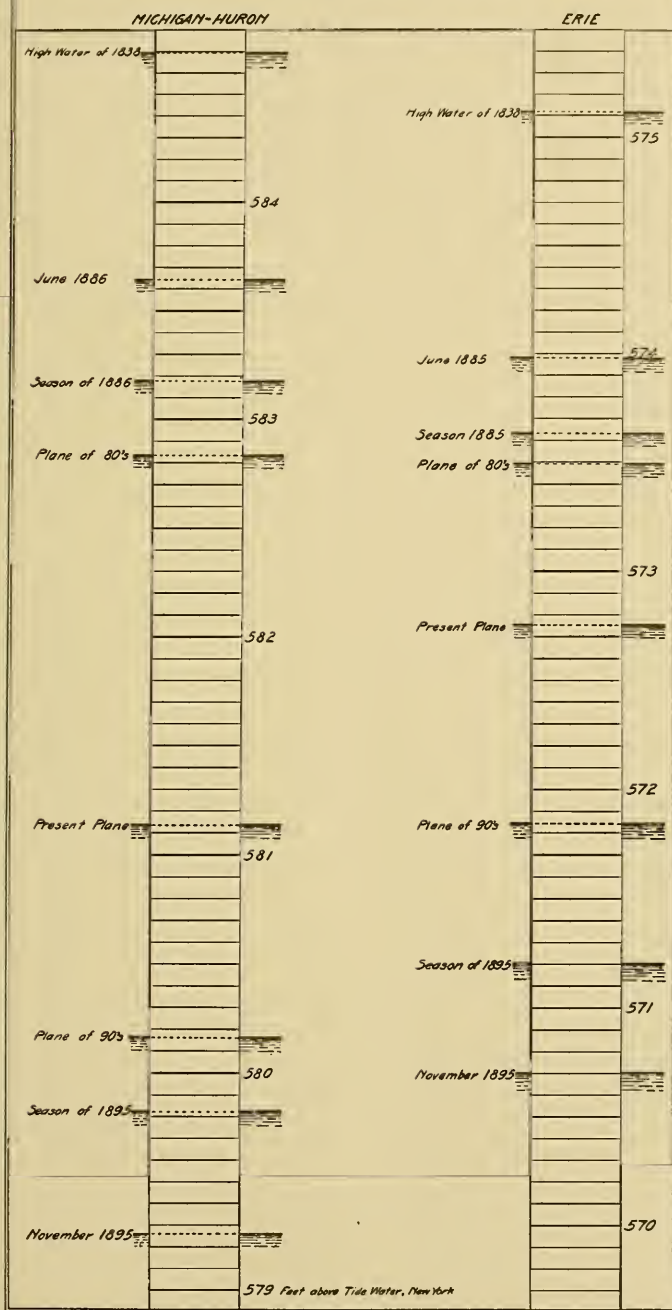 MICHIGAN-HURON
High Water of 1838
584
June 1886
Season of 1886
583
Plane of 80's
582
Present Plane
581
Plane of 90's
580
Season of 1895
November 1895
579 Feet above Tide Water, New York
ERIE
High Water of 1838
575
574
June 1885
Season 1885
Plane of 80's
573
Present Plane
572
Plane of 90's
Season of 1895
571
November 1895
570